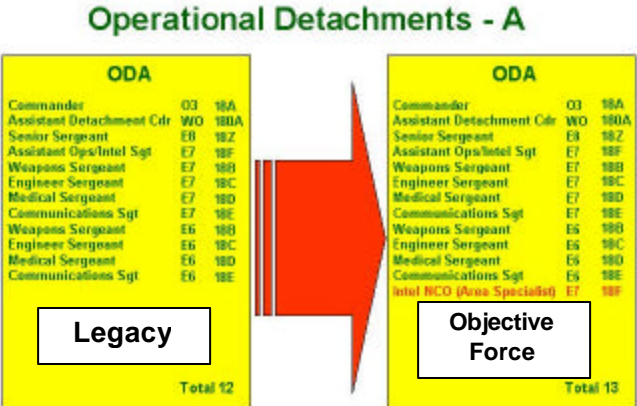 Operational Detachments - A
ODA
Commander 03 18A
Assistant Detachment Cdr WO 180A
Senior Sergeant E8 18Z
Assistant Ops/Intel Sgt E7 18F
Weapons Sergeant E7 18B
Engineer Sergeant E7 18C
Medical Sergeant E7 18D
Communications Sgt E7 18E
Weapons Sergeant E6 18B
Engineer Sergeant E6 18C
Medical Sergeant E6 18D
Communications Sgt E6 18E
Legacy
Total 12
ODA
Commander 03 18A
Assistant Detachment Cdr WO 180A
Senior Sergeant E8 18Z
Assistant Ops/Intel Sgt E7 18F
Weapons Sergeant E7 18B
Engineer Sergeant E7 18C
Medical Sergeant E7 18D
Communications Sgt E7 18E
Weapons Sergeant E6 18B
Engineer Sergeant E6 18C
Medical Sergeant E6 18D
Communications Sgt E6 18E
Intel NCO (Area Specialist) E7 18F
Objective
Force
Total 13